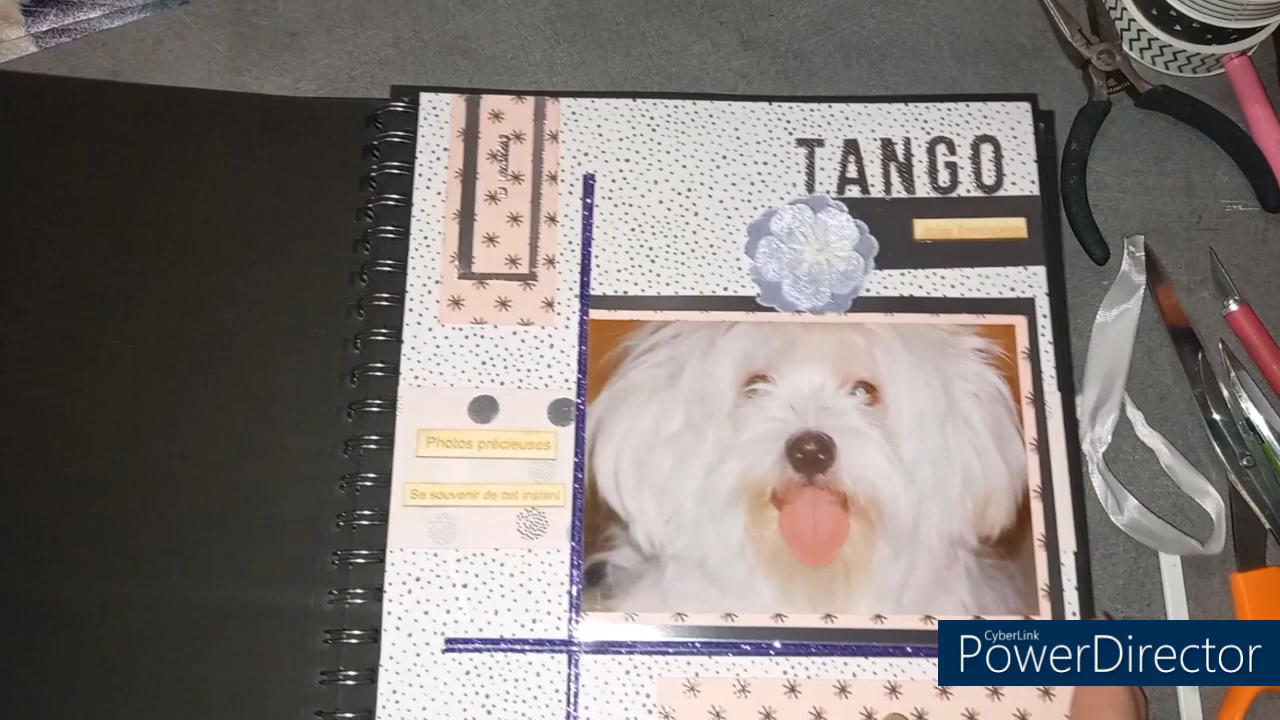 TANGO
Photos précieuses
Se souvenir de cet instant
CyberLink
PowerDirector